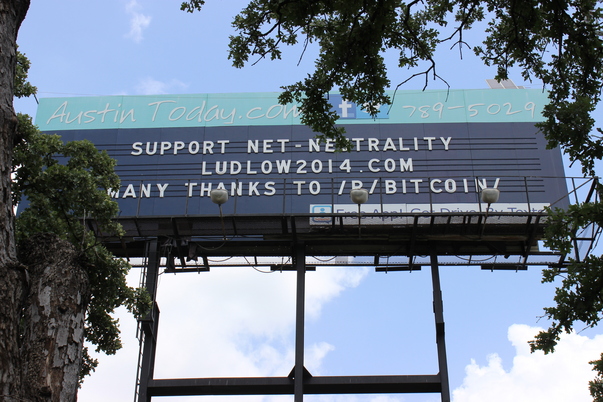 Austin Today.com f 789-5029
SUPPORT NET-NEUTRALITY
LUDLOW2014.COM
MANY THANKS TO /R/BITCOIN/